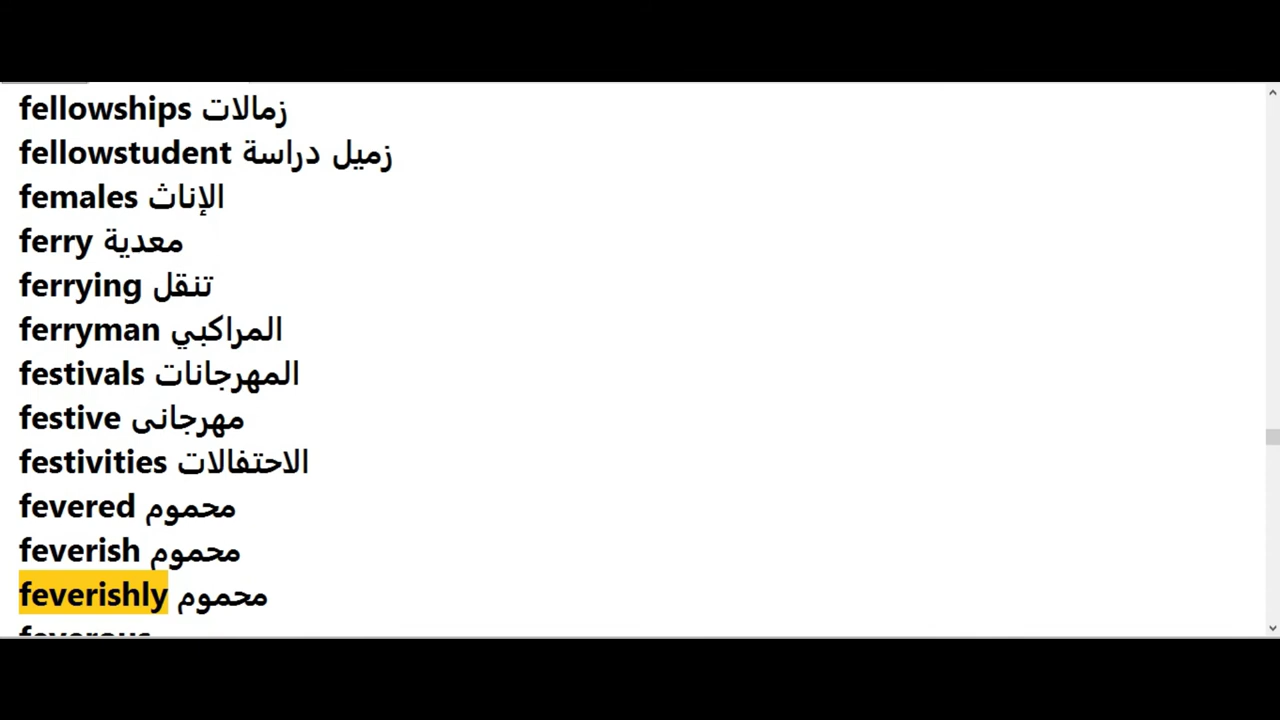 fellowships زمالات
fellowstudent زميل دراسة
females الإناث
ferry معدية
ferrying تنقل
ferryman المراكبي
festivals المهرجانات
festive مهرجانى
festivities الاحتفالات
fevered محموم
feverish محموم
feverishly محموم